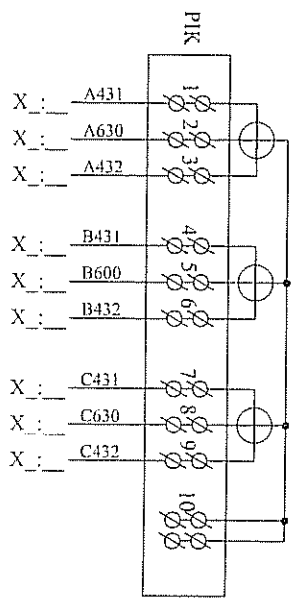 РІК
X_:__ A431 1
X_:__ A630 2
X_:__ A432 3
X_:__ B431 4
X_:__ B600 5
X_:__ B432 6
X_:__ C431 7
X_:__ C630 8
X_:__ C432 9
10